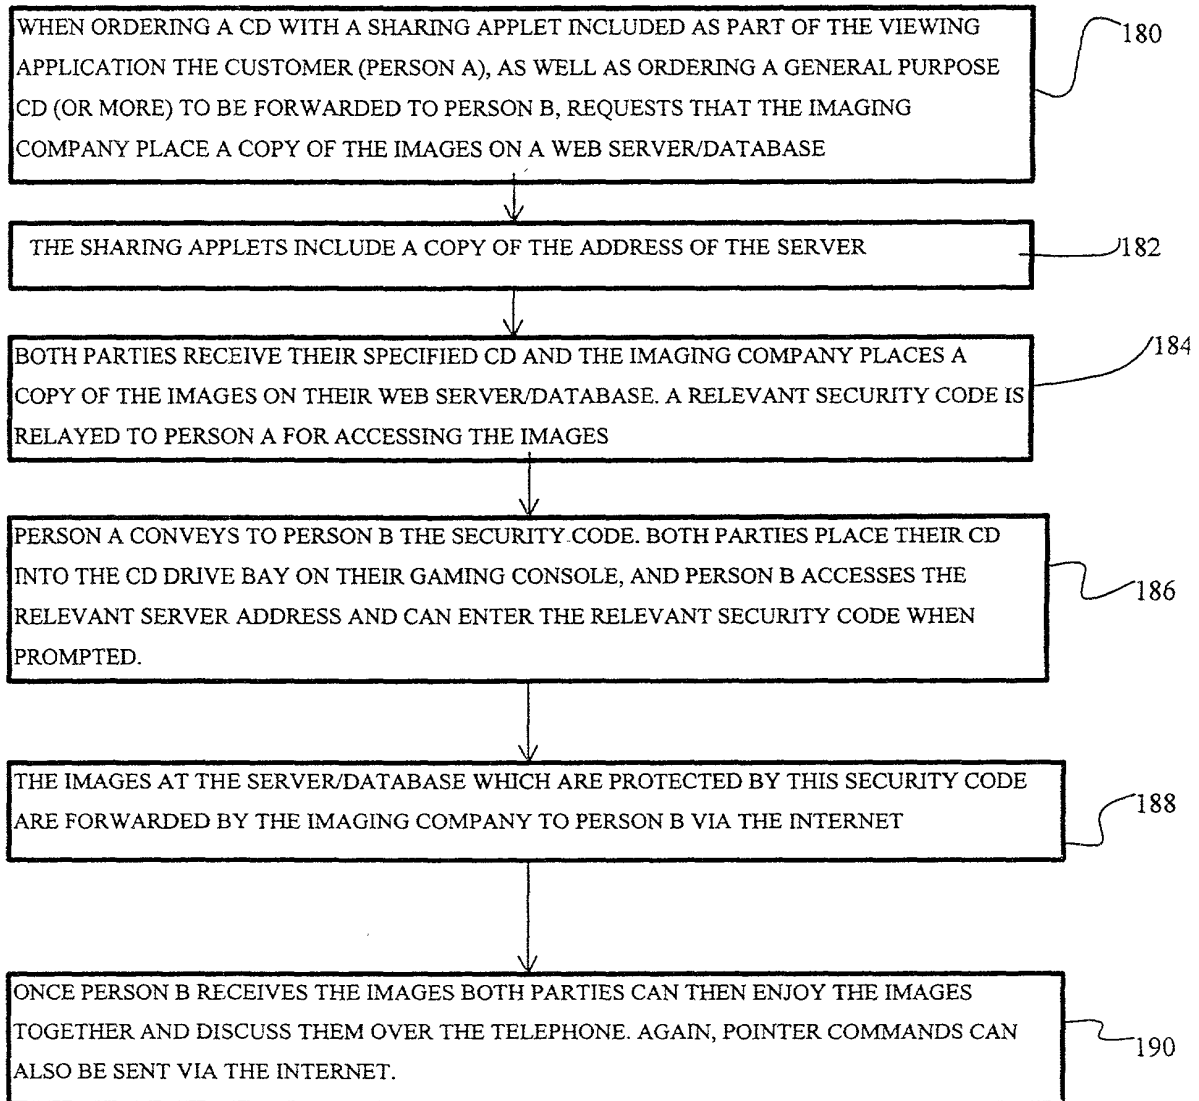 WHEN ORDERING A CD WITH A SHARING APPLET INCLUDED AS PART OF THE VIEWING
APPLICATION THE CUSTOMER (PERSON A), AS WELL AS ORDERING A GENERAL PURPOSE
CD (OR MORE) TO BE FORWARDED TO PERSON B, REQUESTS THAT THE IMAGING
COMPANY PLACE A COPY OF THE IMAGES ON A WEB SERVER/DATABASE
180
THE SHARING APPLETS INCLUDE A COPY OF THE ADDRESS OF THE SERVER
182
BOTH PARTIES RECEIVE THEIR SPECIFIED CD AND THE IMAGING COMPANY PLACES A
COPY OF THE IMAGES ON THEIR WEB SERVER/DATABASE. A RELEVANT SECURITY CODE IS
RELAYED TO PERSON A FOR ACCESSING THE IMAGES
184
PERSON A CONVEYS TO PERSON B THE SECURITY CODE. BOTH PARTIES PLACE THEIR CD
INTO THE CD DRIVE BAY ON THEIR GAMING CONSOLE, AND PERSON B ACCESSES THE
RELEVANT SERVER ADDRESS AND CAN ENTER THE RELEVANT SECURITY CODE WHEN
PROMPTED.
186
THE IMAGES AT THE SERVER/DATABASE WHICH ARE PROTECTED BY THIS SECURITY CODE
ARE FORWARDED BY THE IMAGING COMPANY TO PERSON B VIA THE INTERNET
188
ONCE PERSON B RECEIVES THE IMAGES BOTH PARTIES CAN THEN ENJOY THE IMAGES
TOGETHER AND DISCUSS THEM OVER THE TELEPHONE. AGAIN, POINTER COMMANDS CAN
ALSO BE SENT VIA THE INTERNET.
190